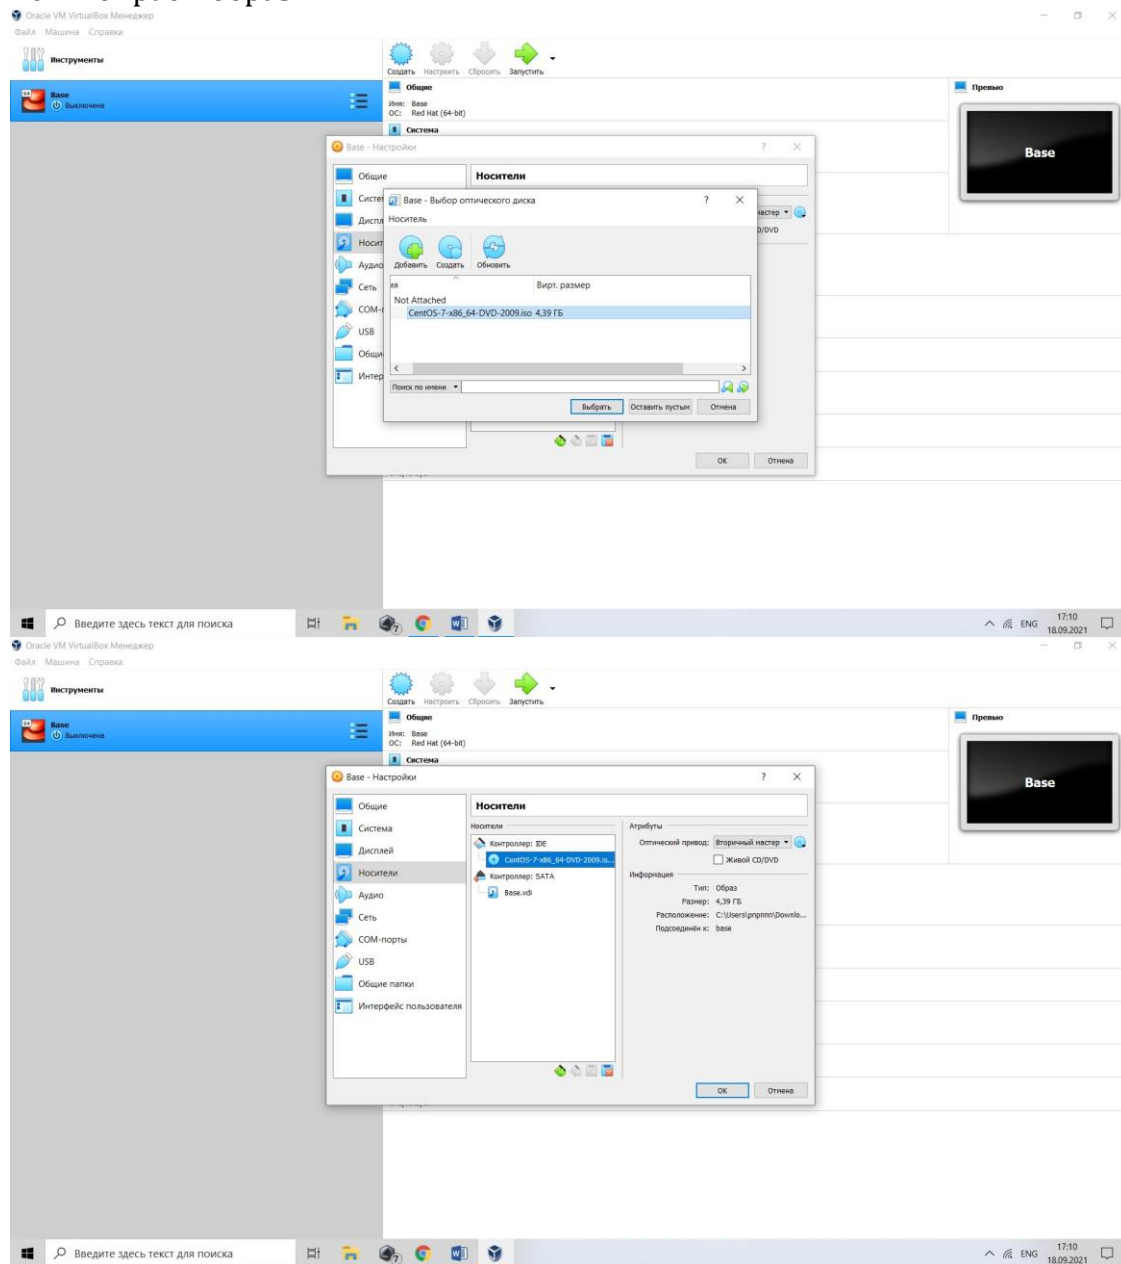 Oracle VM VirtualBox Менеджер
Файл Машина Справка
Инструменты
Создать Настроить Сбросить Запустить
Base
Выключена
Общие
Имя: Base
ОС: Red Hat (64-bit)
Система
Превью
Base
Base - Настройки
Общие
Носители
Base - Выбор оптического диска
Носитель
Добавить Создать Обновить
Вирт. размер
Not Attached
CentOS-7-x86_64-DVD-2009.iso 4,39 ГБ
Аудио
Сеть
USB
Поиск по имени
Выбрать Оставить пустым Отмена
OK Отмена
Введите здесь текст для поиска
ENG
17:10
18.09.2021
Oracle VM VirtualBox Менеджер
Файл Машина Справка
Инструменты
Создать Настроить Сбросить Запустить
Base
Выключена
Общие
Имя: Base
ОС: Red Hat (64-bit)
Система
Превью
Base
Base - Настройки
Общие
Система
Дисплей
Носители
Аудио
Сеть
COM-порты
USB
Общие папки
Интерфейс пользователя
Носители
Носители
Контроллер: IDE
CentOS-7-x86_64-DVD-2009.is...
Контроллер: SATA
Base.vdi
Атрибуты
Оптический привод: Вторичный мастер
Живой CD/DVD
Информация
Тип: Образ
Размер: 4,39 ГБ
Расположение: C:\Users\pnpnnn\Downlo...
Подсоединён к: base
OK Отмена
Введите здесь текст для поиска
ENG
17:10
18.09.2021